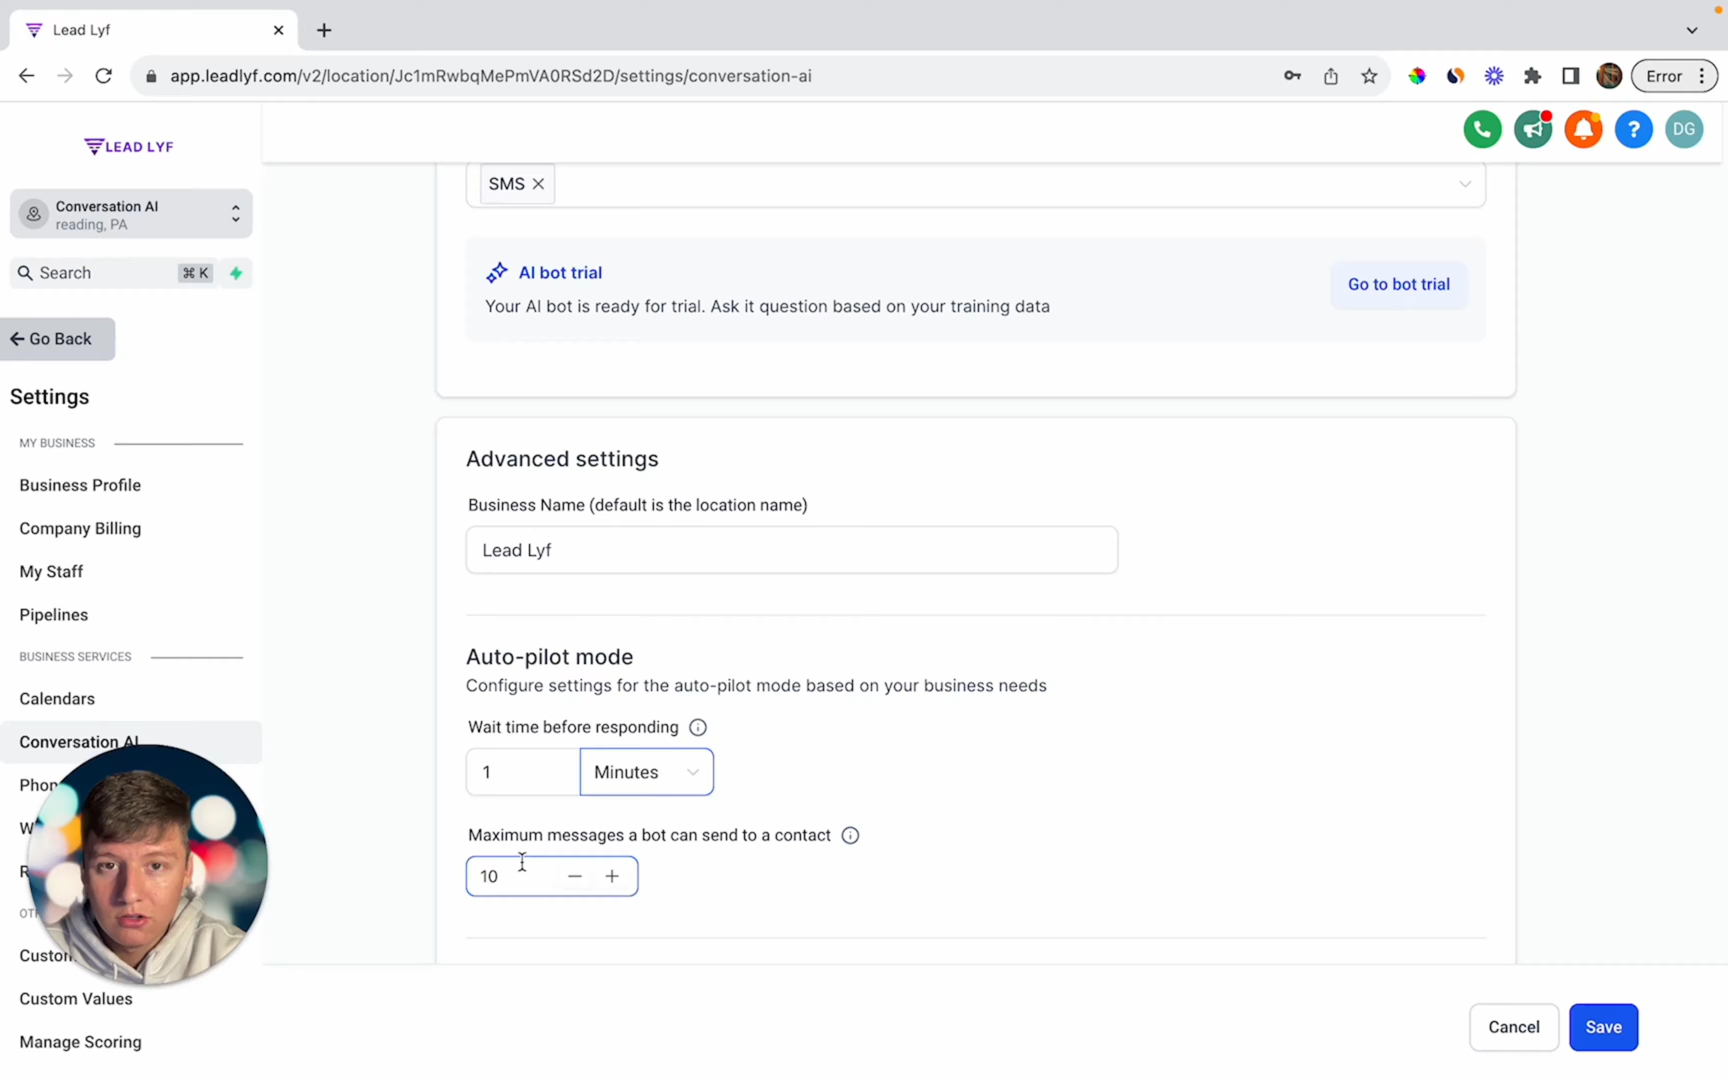 Lead Lyf
app.leadlyf.com/v2/location/Jc1mRwbqMePmVA0RSd2D/settings/conversation-ai
Error
LEAD LYF
DG
Conversation AI
reading, PA
Search
⌘ K
Go Back
Settings
MY BUSINESS
Business Profile
Company Billing
My Staff
Pipelines
BUSINESS SERVICES
Calendars
Conversation AI
Phon
W
R
OT
Custom
Custom Values
Manage Scoring
SMS
AI bot trial
Your AI bot is ready for trial. Ask it question based on your training data
Go to bot trial
Advanced settings
Business Name (default is the location name)
Lead Lyf
Auto-pilot mode
Configure settings for the auto-pilot mode based on your business needs
Wait time before responding
1 Minutes
Maximum messages a bot can send to a contact
10
Cancel
Save